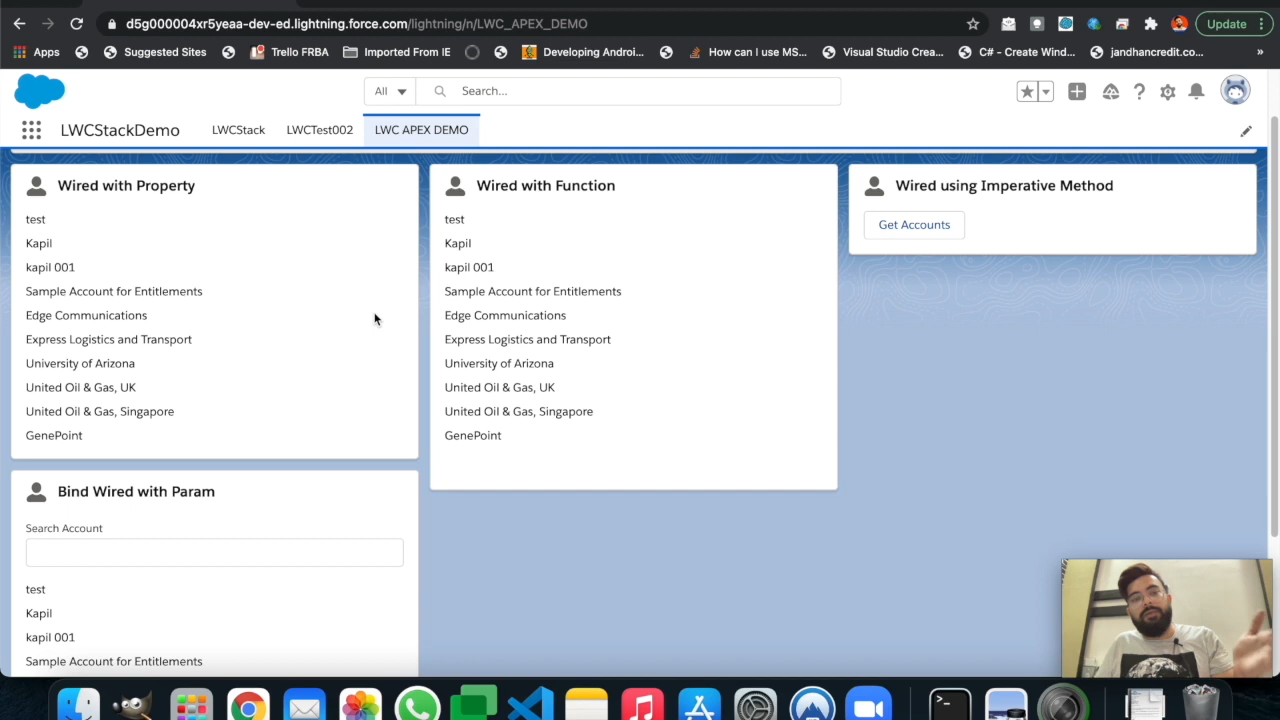 d5g000004xr5yeaa-dev-ed.lightning.force.com/lightning/n/LWC_APEX_DEMO
Update
Apps
Suggested Sites
Trello FRBA
Imported From IE
Developing Androi...
How can I use MS...
Visual Studio Crea...
C# – Create Wind...
jandhancredit.co...
»
All
Search...
LWCStackDemo
LWCStack
LWCTest002
LWC APEX DEMO
Wired with Property
test
Kapil
kapil 001
Sample Account for Entitlements
Edge Communications
Express Logistics and Transport
University of Arizona
United Oil & Gas, UK
United Oil & Gas, Singapore
GenePoint
Wired with Function
test
Kapil
kapil 001
Sample Account for Entitlements
Edge Communications
Express Logistics and Transport
University of Arizona
United Oil & Gas, UK
United Oil & Gas, Singapore
GenePoint
Wired using Imperative Method
Get Accounts
Bind Wired with Param
Search Account
test
Kapil
kapil 001
Sample Account for Entitlements